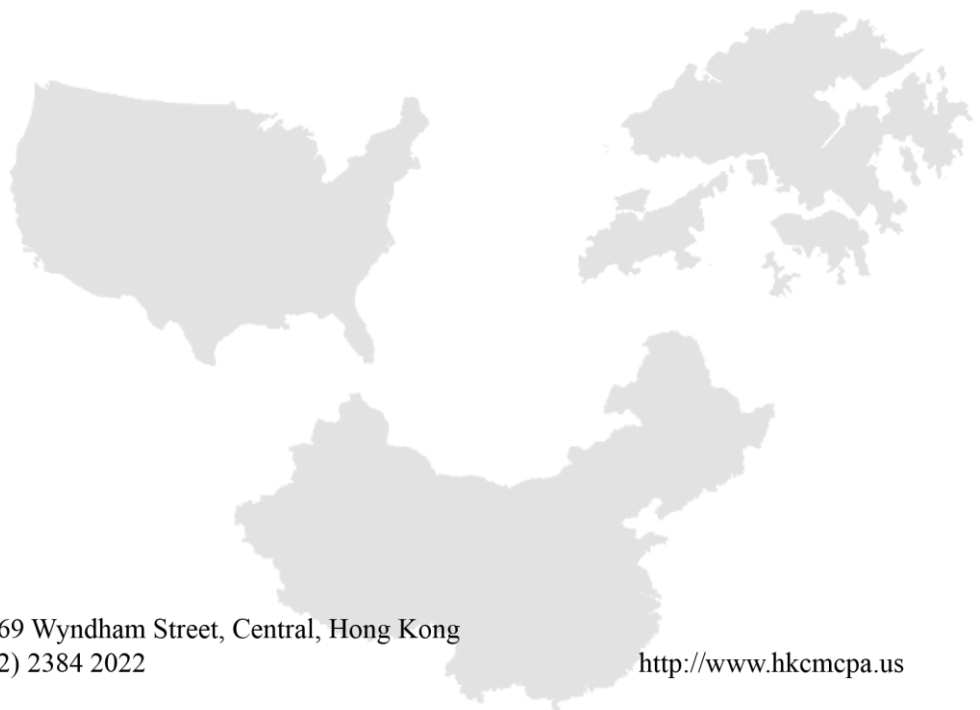 69 Wyndham Street, Central, Hong Kong
2) 2384 2022 http://www.hkcmcpa.us